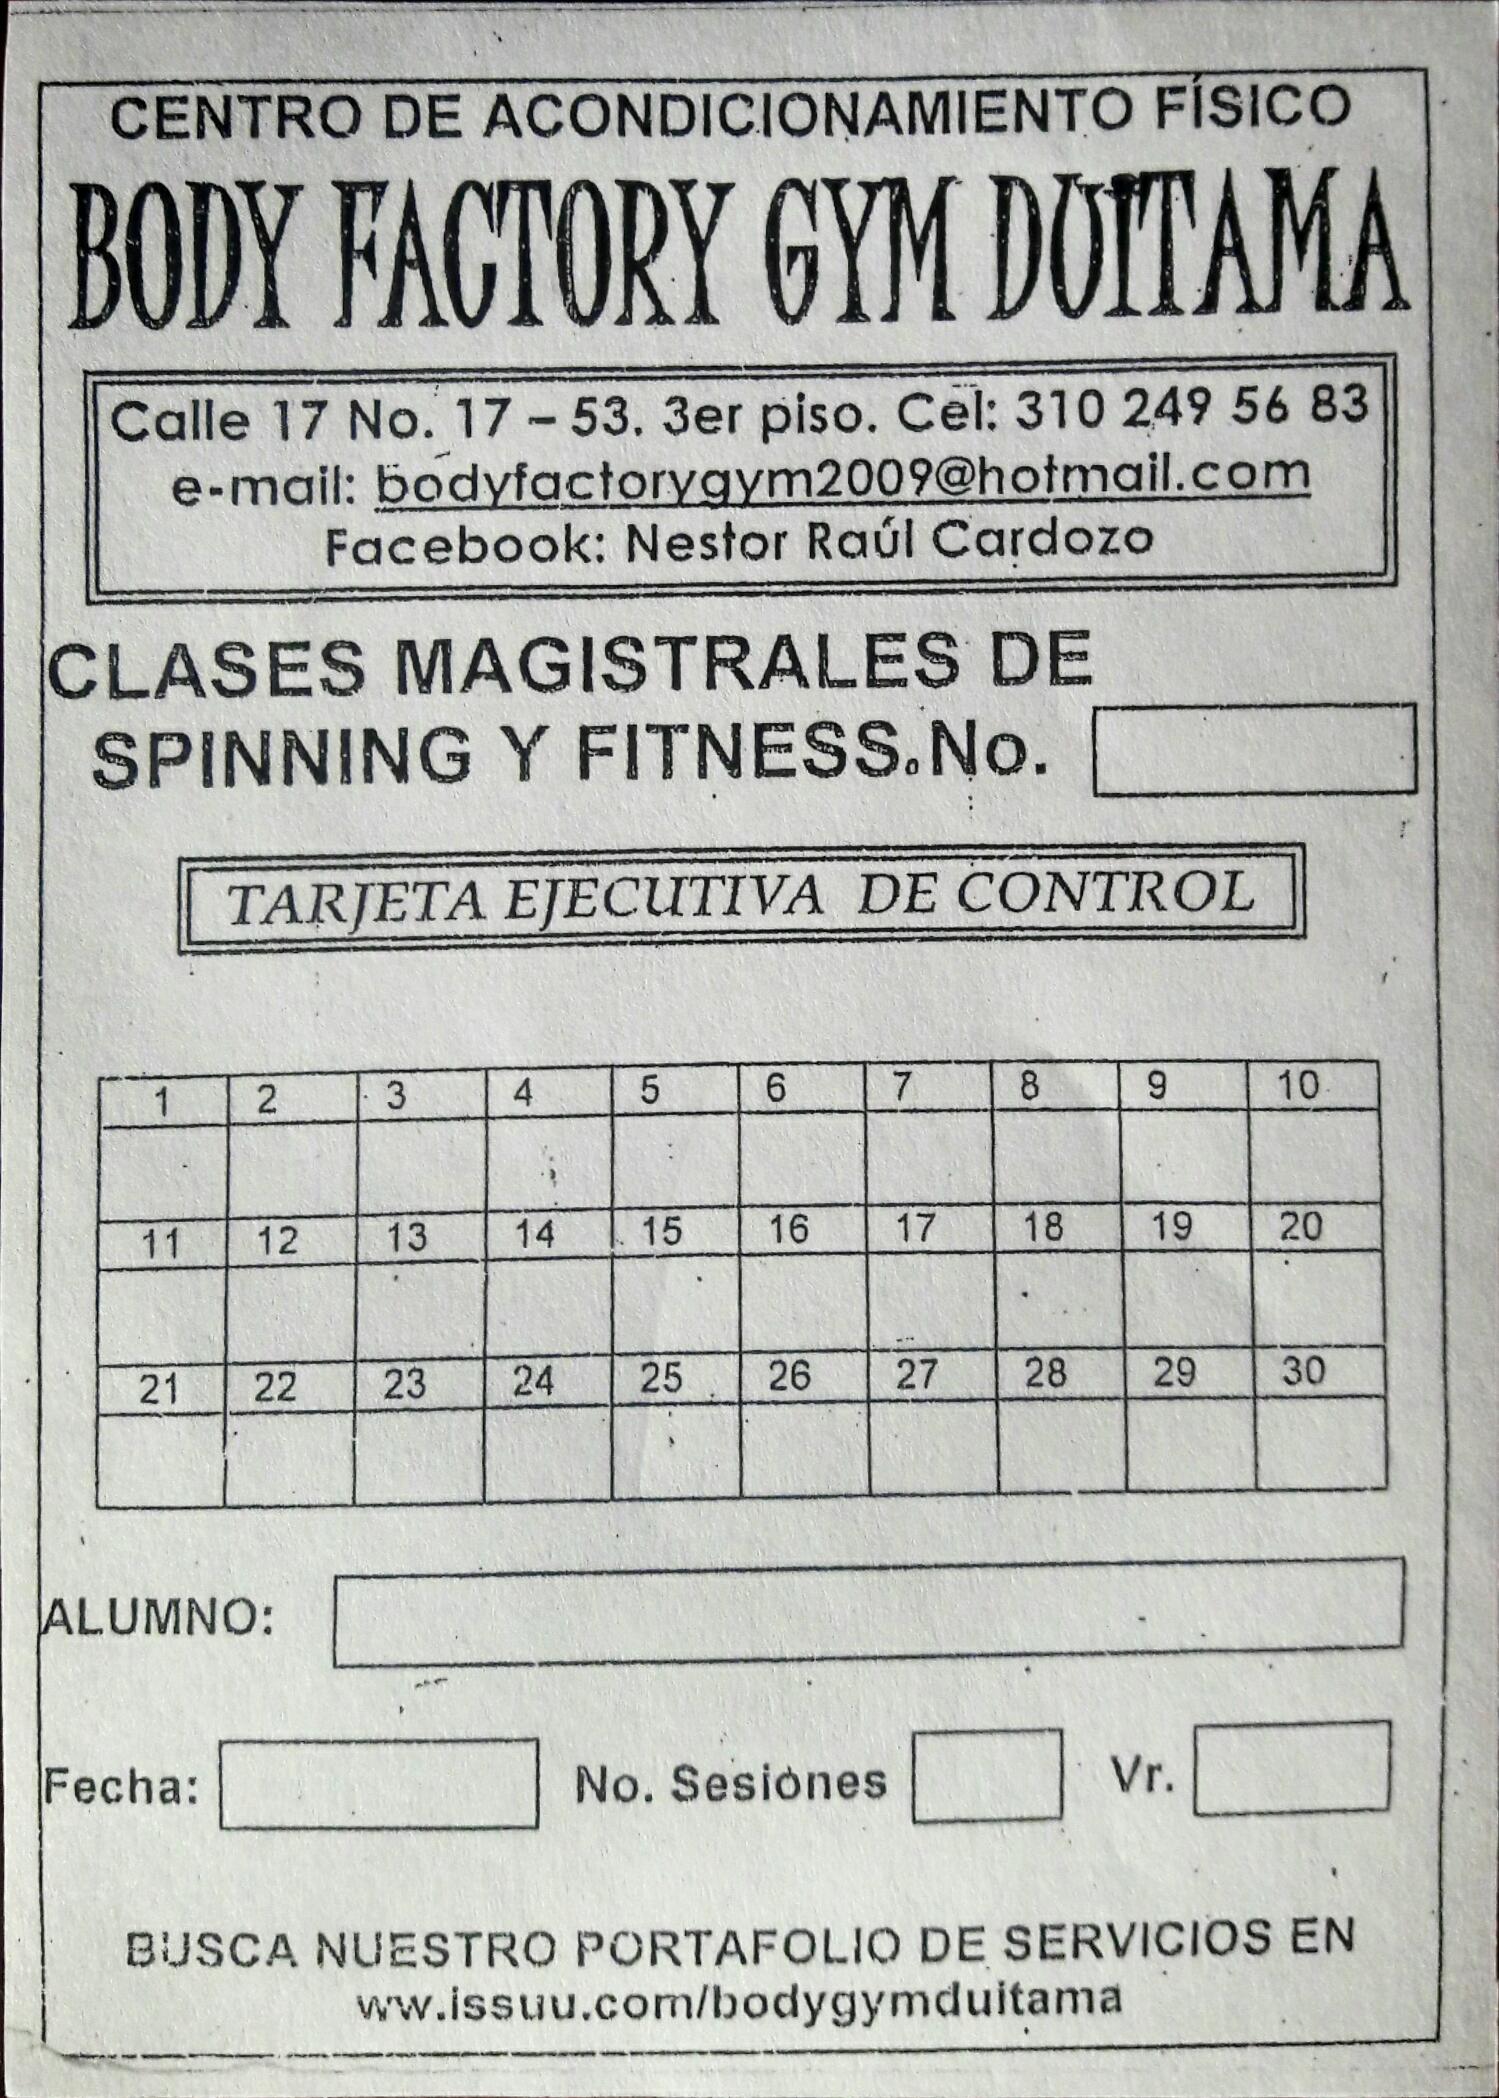 CENTRO DE ACONDICIONAMIENTO FÍSICO
BODY FACTORY GYM DUITAMA
Calle 17 No. 17 – 53. 3er piso. Cel: 310 249 56 83
e-mail: bodyfactorygym2009@hotmail.com
Facebook: Nestor Raúl Cardozo
CLASES MAGISTRALES DE
SPINNING Y FITNESS.No.
TARJETA EJECUTIVA DE CONTROL
1 2 3 4 5 6 7 8 9 10
11 12 13 14 15 16 17 18 19 20
21 22 23 24 25 26 27 28 29 30
ALUMNO:
Fecha: No. Sesiones Vr.
BUSCA NUESTRO PORTAFOLIO DE SERVICIOS EN
ww.issuu.com/bodygymduitama